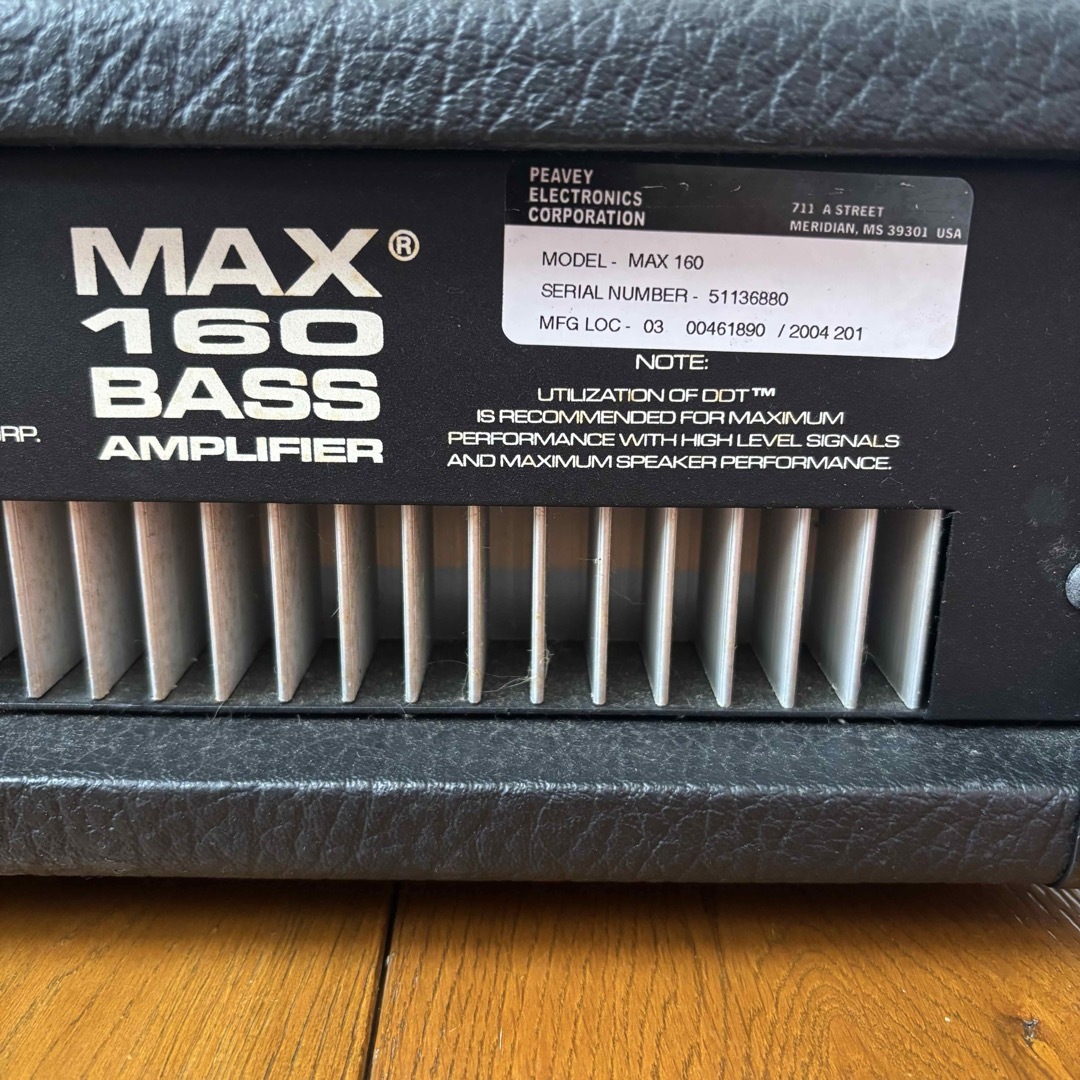 MAX®
160
BASS
AMPLIFIER
RP.
PEAVEY
ELECTRONICS
CORPORATION
711 A STREET
MERIDIAN, MS 39301 USA
MODEL - MAX 160
SERIAL NUMBER - 51136880
MFG LOC - 03 00461890 / 2004 201
NOTE:
UTILIZATION OF DDT™
IS RECOMMENDED FOR MAXIMUM
PERFORMANCE WITH HIGH LEVEL SIGNALS
AND MAXIMUM SPEAKER PERFORMANCE.